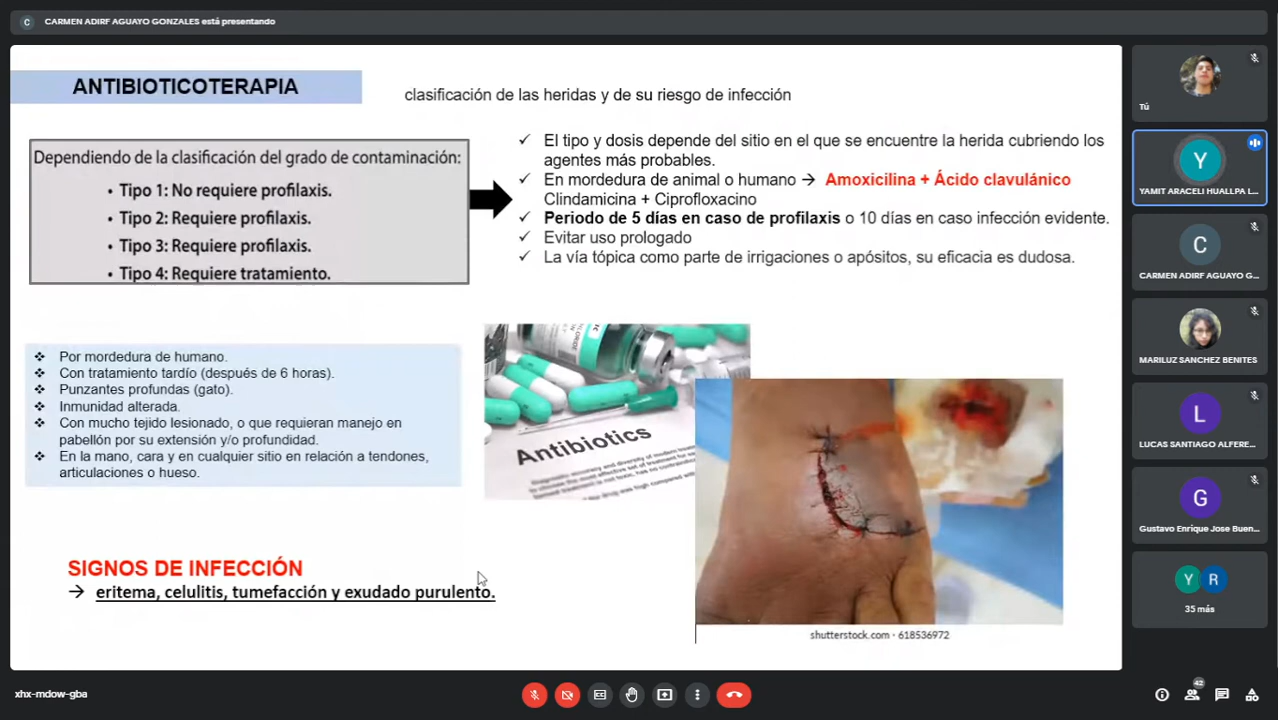 C CARMEN ADIRF AGUAYO GONZALES está presentando
ANTIBIOTICOTERAPIA
clasificación de las heridas y de su riesgo de infección
Dependiendo de la clasificación del grado de contaminación:
• Tipo 1: No requiere profilaxis.
• Tipo 2: Requiere profilaxis.
• Tipo 3: Requiere profilaxis.
• Tipo 4: Requiere tratamiento.
✓ El tipo y dosis depende del sitio en el que se encuentre la herida cubriendo los
agentes más probables.
✓ En mordedura de animal o humano → Amoxicilina + Ácido clavulánico
Clindamicina + Ciprofloxacino
✓ Periodo de 5 días en caso de profilaxis o 10 días en caso infección evidente.
✓ Evitar uso prologado
✓ La vía tópica como parte de irrigaciones o apósitos, su eficacia es dudosa.
❖ Por mordedura de humano.
❖ Con tratamiento tardío (después de 6 horas).
❖ Punzantes profundas (gato).
❖ Inmunidad alterada.
❖ Con mucho tejido lesionado, o que requieran manejo en
pabellón por su extensión y/o profundidad.
❖ En la mano, cara y en cualquier sitio en relación a tendones,
articulaciones o hueso.
Antibiotics
SIGNOS DE INFECCIÓN
→ eritema, celulitis, tumefacción y exudado purulento.
shutterstock.com · 618536972
Tú
Y
YAMIT ARACELI HUALLPA L...
C
CARMEN ADIRF AGUAYO G...
MARILUZ SANCHEZ BENITES
L
LUCAS SANTIAGO ALFERE...
G
Gustavo Enrique Jose Buen...
Y R
35 más
xhx-mdow-gba
42